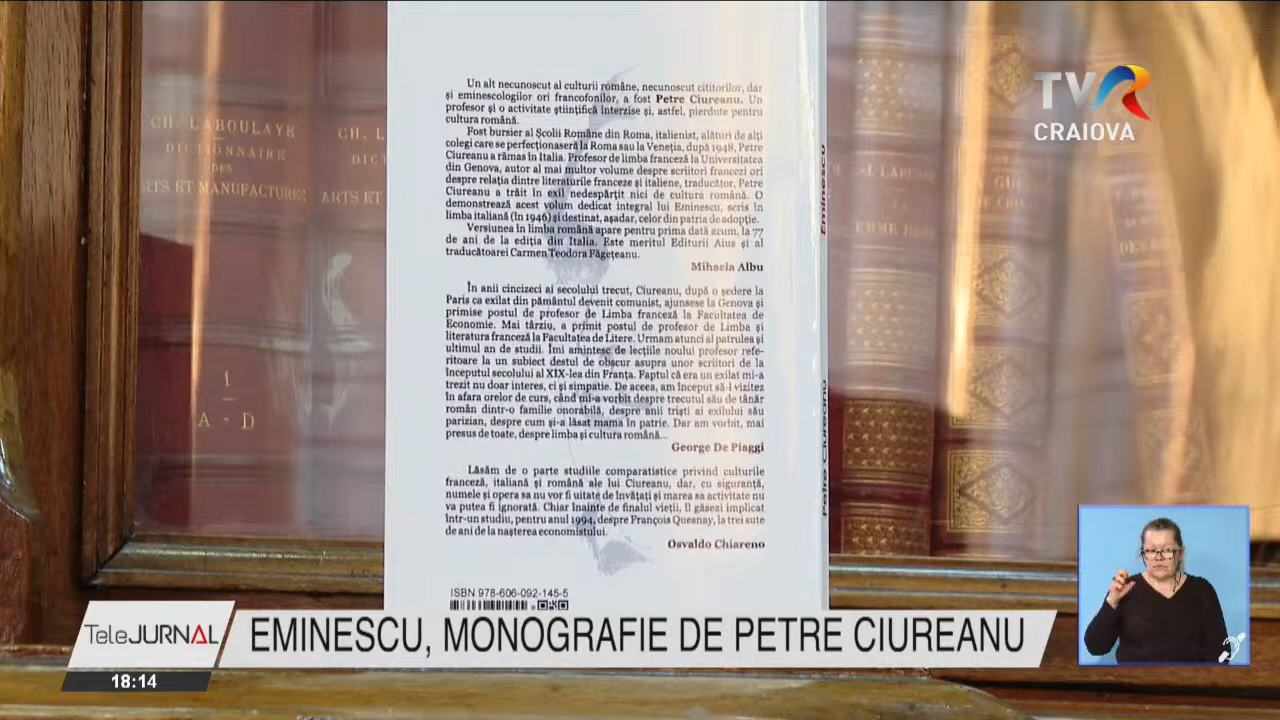 TVR
CRAIOVA
CH. LABOULAYE
DICTIONNAIRE
DES
ARTS ET MANUFACTURES
1
A - D
CH. L
DICT
ARTS ET M
Un alt necunoscut al culturii române, necunoscut cititorilor, dar
și eminescologilor ori francofonilor, a fost Petre Ciureanu. Un
profesor și o activitate științifică interzise și, astfel, pierdute pentru
cultura română.
Fost bursier al Școlii Române din Roma, italienist, alături de alți
colegi care se perfecționaseră la Roma sau la Veneția, după 1948, Petre
Ciureanu a rămas în Italia. Profesor de limba franceză la Universitatea
din Genova, autor al mai multor volume despre scriitori francezi ori
despre relația dintre literaturile franceze și italiene, traducător, Petre
Ciureanu a trăit în exil nedespărțit nici de cultura română. O
demonstrează acest volum dedicat integral lui Eminescu, scris în
limba italiană (în 1946) și destinat, așadar, celor din patria de adopție.
Versiunea în limba română apare pentru prima dată acum, la 77
de ani de la ediția din Italia. Este meritul Editurii Aius și al
traducătoarei Carmen Teodora Făgețeanu.
Mihaela Albu
În anii cincizeci ai secolului trecut, Ciureanu, după o ședere la
Paris ca exilat din pământul devenit comunist, ajunsese la Genova și
primise postul de profesor de Limba franceză la Facultatea de
Economie. Mai târziu, a primit postul de profesor de Limba și
literatura franceză la Facultatea de Litere. Urmam atunci al patrulea și
ultimul an de studii. Îmi amintesc de lecțiile noului profesor refe-
ritoare la un subiect destul de obscur asupra unor scriitori de la
începutul secolului al XIX-lea din Franța. Faptul că era un exilat mi-a
trezit nu doar interes, ci și simpatie. De aceea, am început să-l vizitez
în afara orelor de curs, când mi-a vorbit despre trecutul său de tânăr
român dintr-o familie onorabilă, despre anii triști ai exilului său
parizian, despre cum și-a lăsat mama în patrie. Dar am vorbit, mai
presus de toate, despre limba și cultura română...
George De Piaggi
Lăsăm de o parte studiile comparatistice privind culturile
franceză, italiană și română ale lui Ciureanu, dar, cu siguranță,
numele și opera sa nu vor fi uitate de învățați și marea sa activitate nu
va putea fi ignorată. Chiar înainte de finalul vieții, îl găseai implicat
într-un studiu, pentru anul 1994, despre François Quesnay, la trei sute
de ani de la nașterea economistului.
Osvaldo Chiareno
ISBN 978-606-092-145-5
Eminescu
Petre Ciureanu
TeleJURNAL
EMINESCU, MONOGRAFIE DE PETRE CIUREANU
18:14